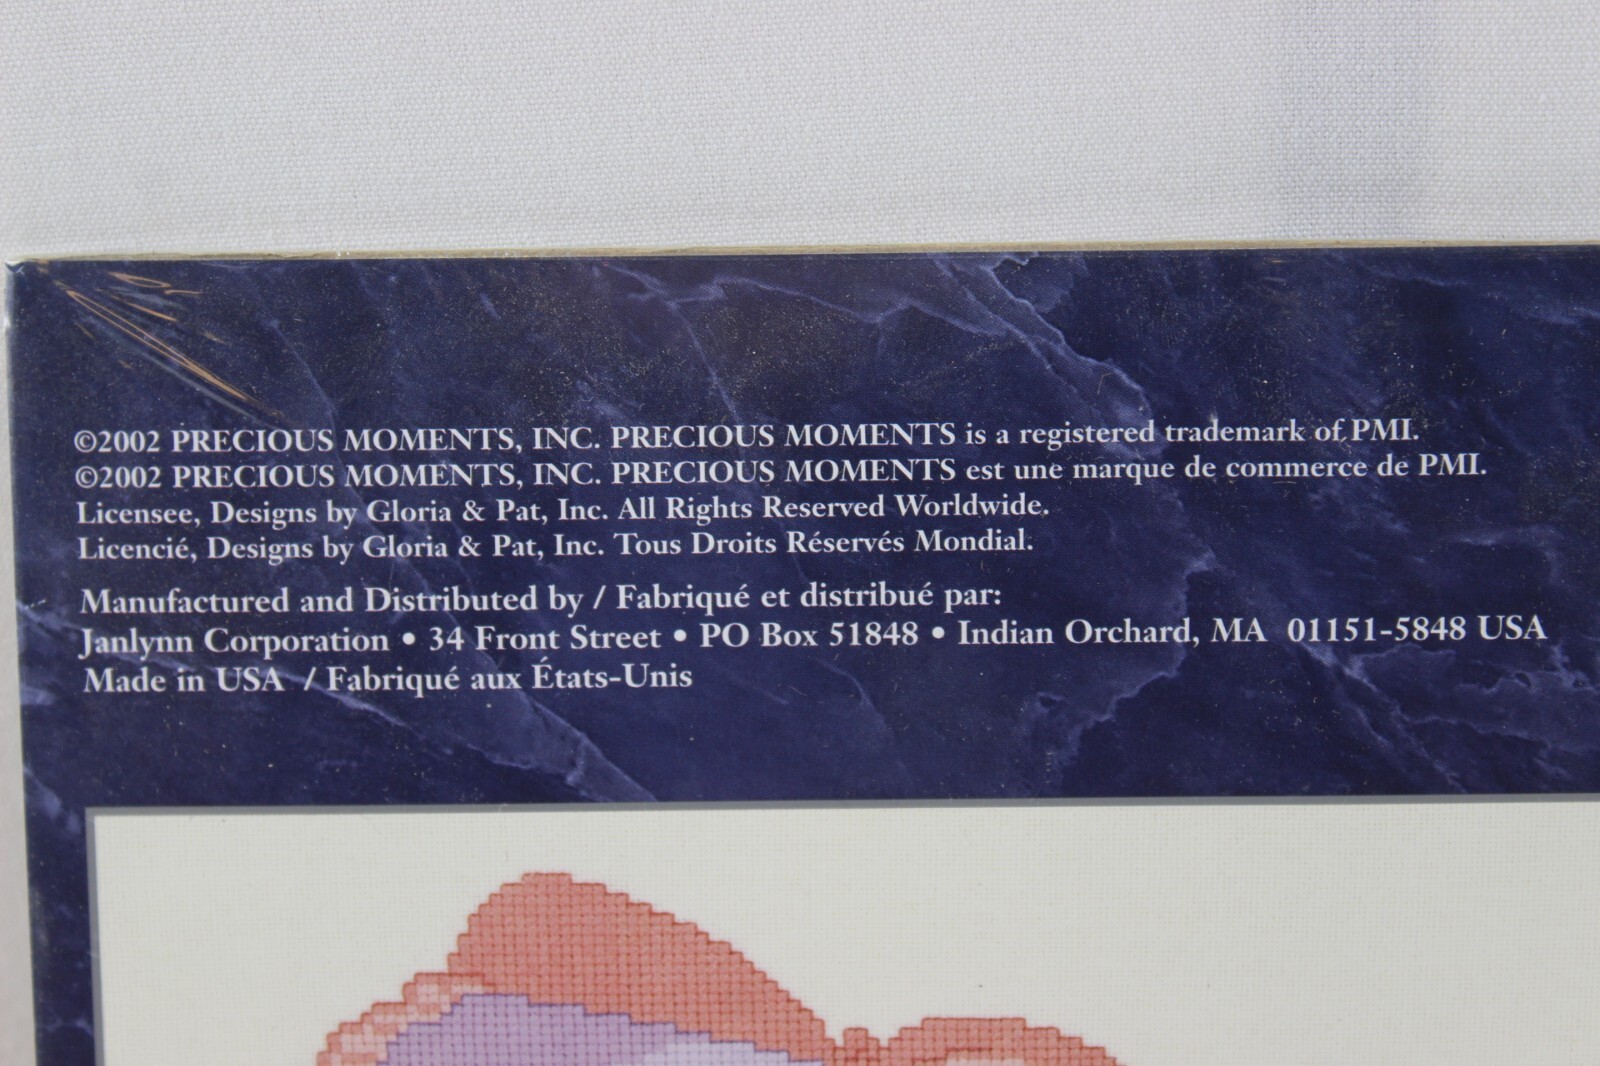 ©2002 PRECIOUS MOMENTS, INC. PRECIOUS MOMENTS is a registered trademark of PMI.
©2002 PRECIOUS MOMENTS, INC. PRECIOUS MOMENTS est une marque de commerce de PMI.
Licensee, Designs by Gloria & Pat, Inc. All Rights Reserved Worldwide.
Licencié, Designs by Gloria & Pat, Inc. Tous Droits Réservés Mondial.
Manufactured and Distributed by / Fabriqué et distribué par:
Janlynn Corporation • 34 Front Street • PO Box 51848 • Indian Orchard, MA 01151-5848 USA
Made in USA / Fabriqué aux États-Unis